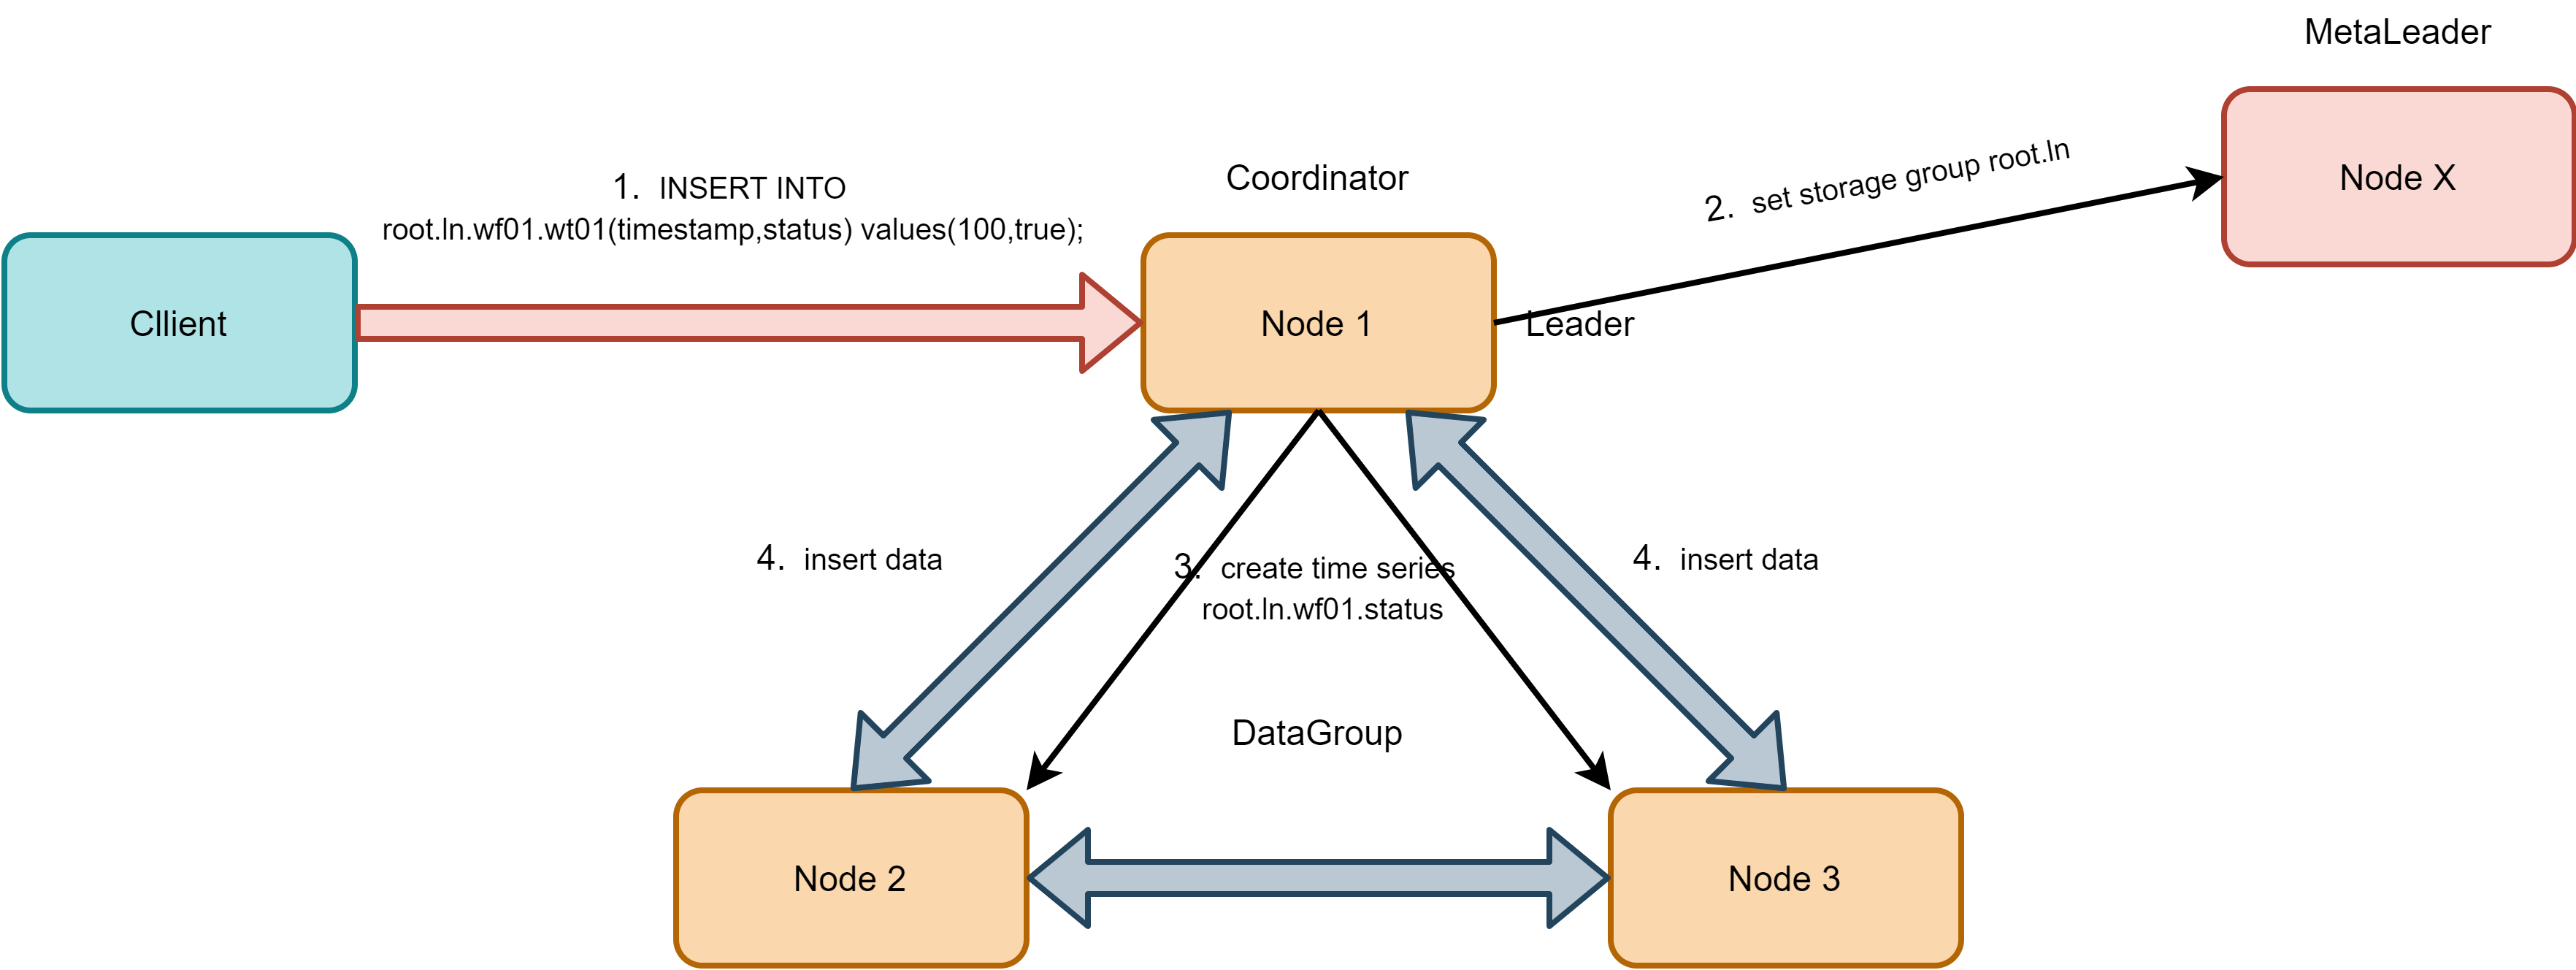 MetaLeader
Node X
2. set storage group root.ln
Coordinator
1. INSERT INTO
root.ln.wf01.wt01(timestamp,status) values(100,true);
Cllient
Node 1
Leader
4. insert data
3. create time series
root.ln.wf01.status
4. insert data
DataGroup
Node 2
Node 3